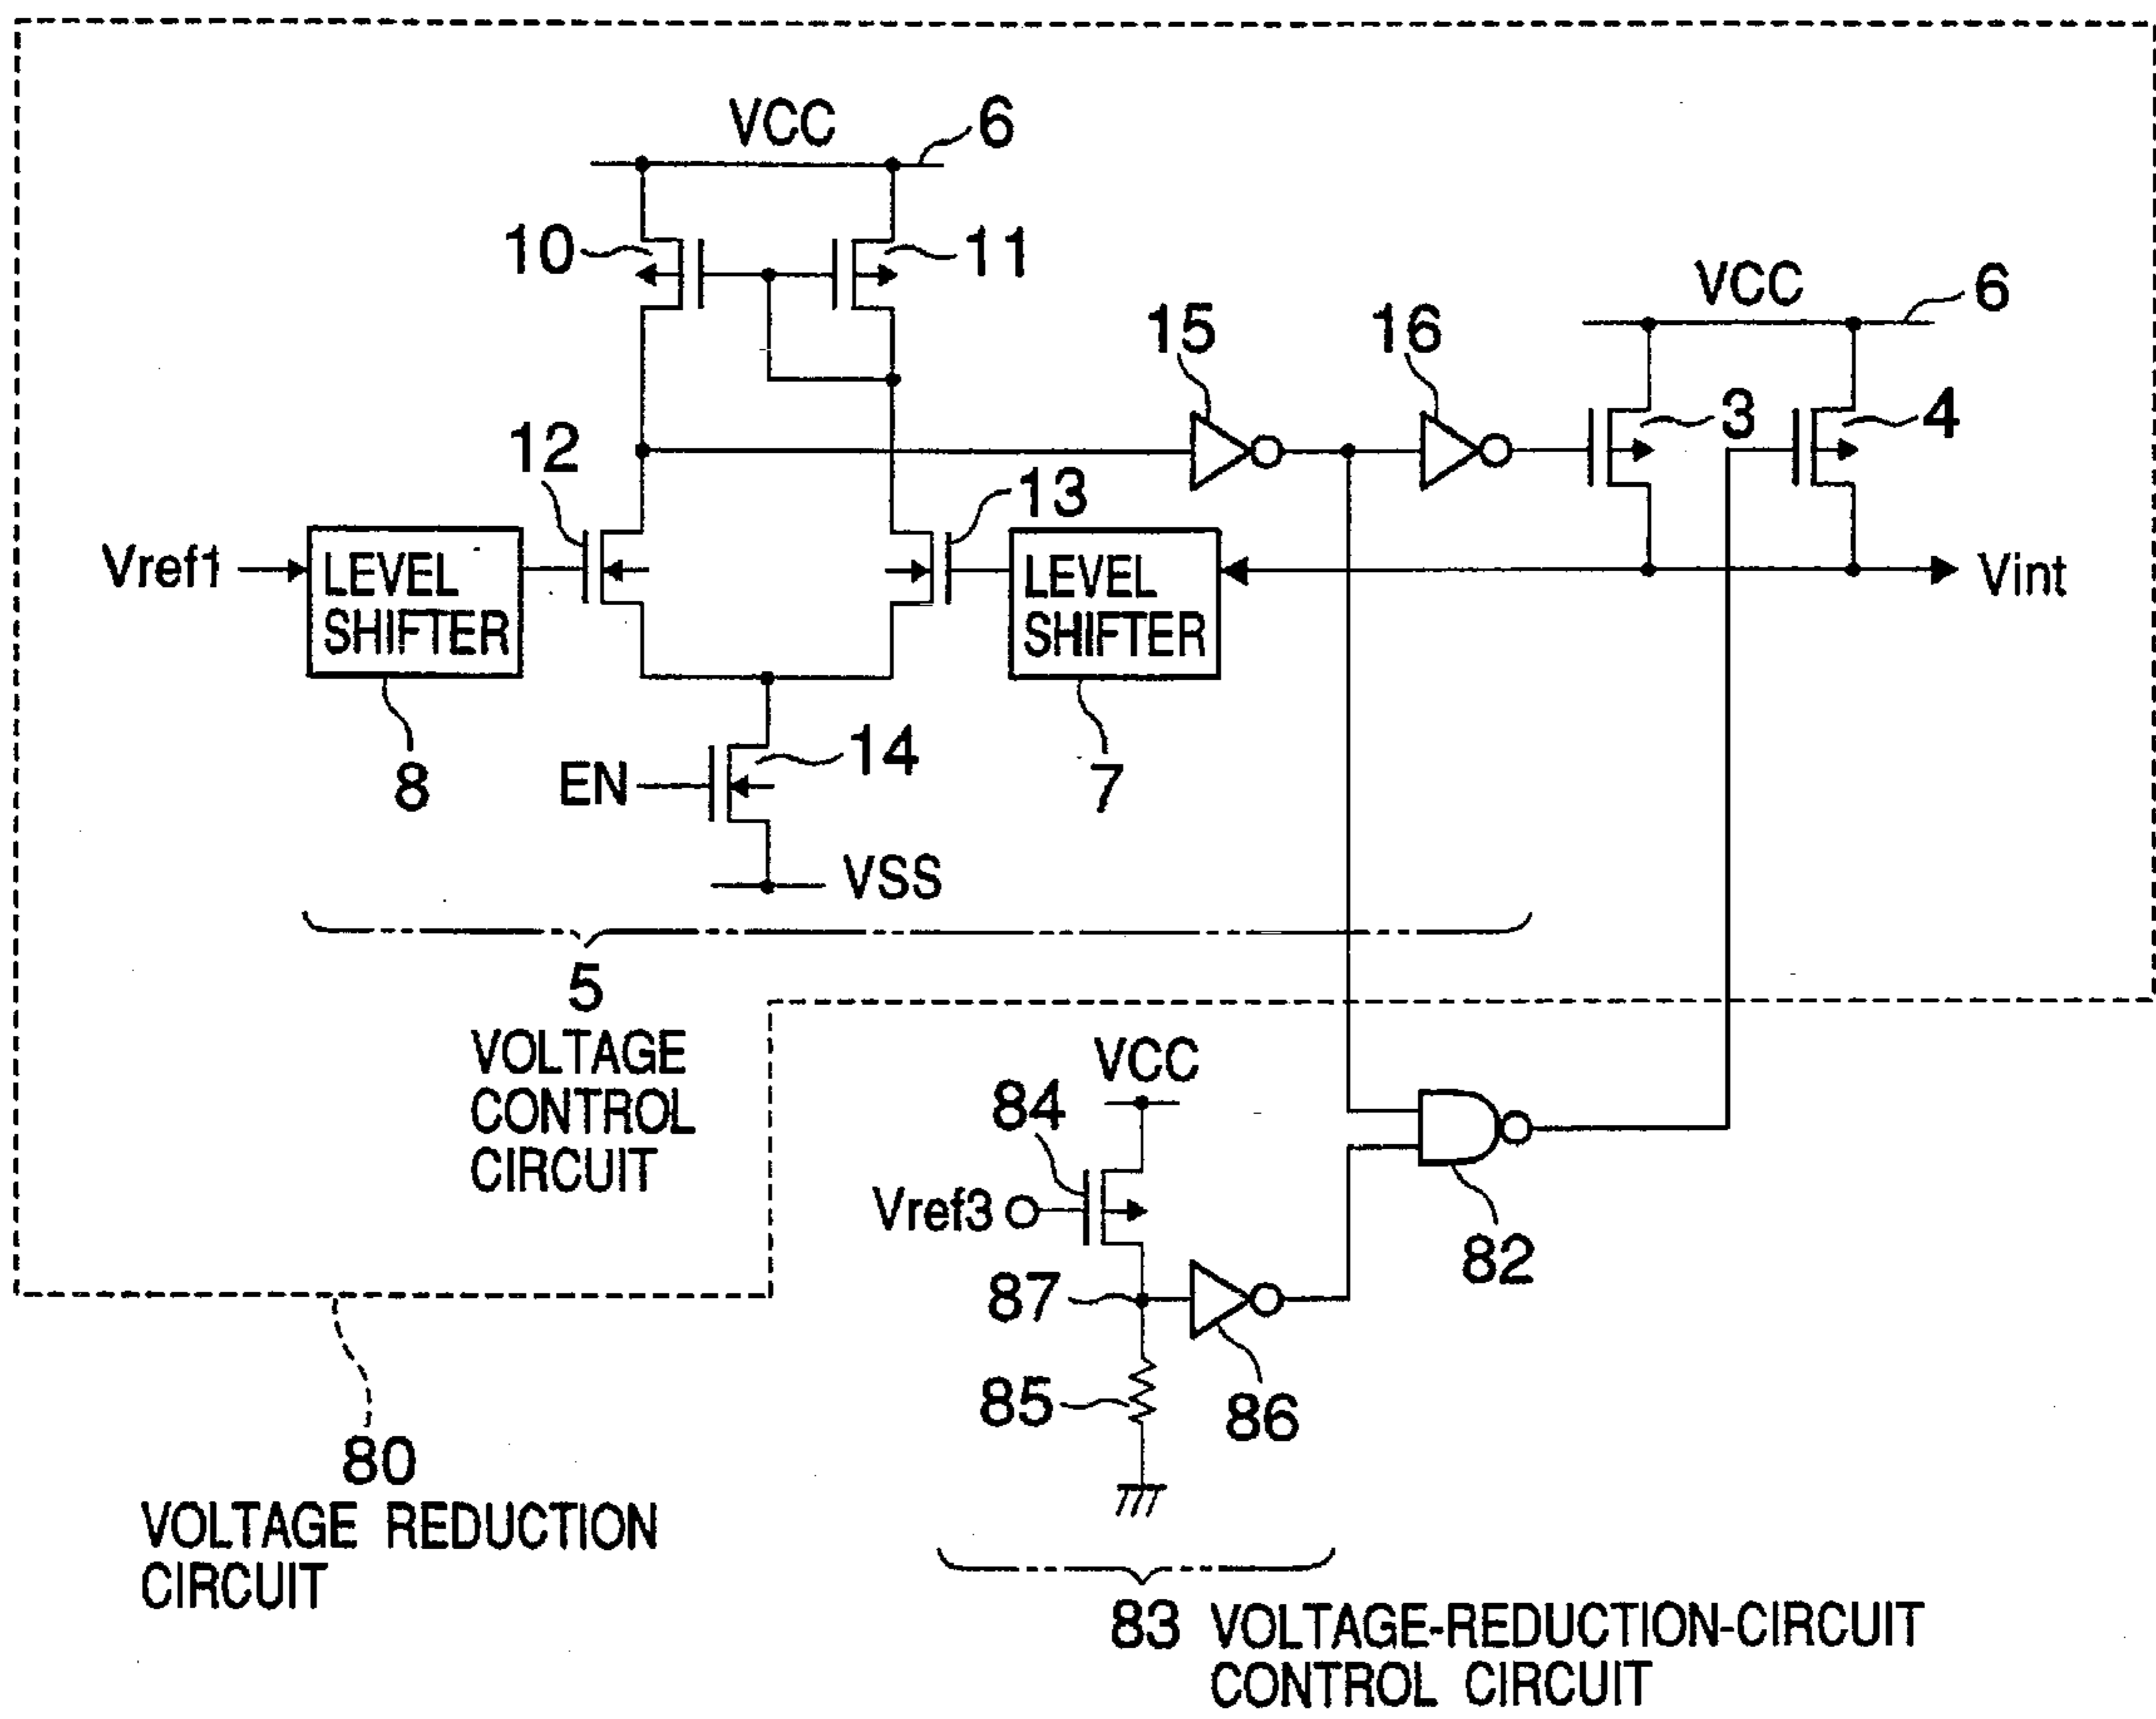 VCC
6
10
11
VCC
6
15
16
3
4
12
13
Vref1
LEVEL
SHIFTER
LEVEL
SHIFTER
Vint
14
8
EN
7
VSS
5
VOLTAGE
CONTROL
CIRCUIT
VCC
84
Vref3
82
87
85
86
80
VOLTAGE REDUCTION
CIRCUIT
83 VOLTAGE-REDUCTION-CIRCUIT
CONTROL CIRCUIT